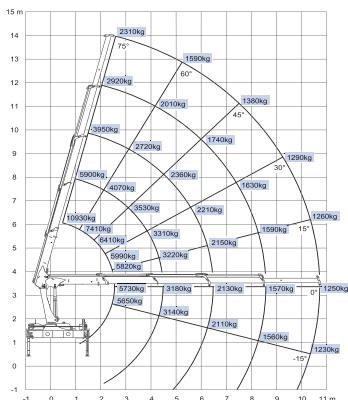 15 m
14
13
12
11
10
9
8
7
6
5
4
3
2
1
0
-1
-1 0 1 2 3 4 5 6 7 8 9 10 11 m
2310kg
75°
1590kg
60°
2920kg
1380kg
45°
2010kg
3950kg
1740kg
2720kg
1290kg
30°
5900kg
2360kg
4070kg
1630kg
3530kg
2210kg
10930kg
1260kg
15°
7410kg
3310kg
1590kg
6410kg
2150kg
5990kg
3220kg
5820kg
5730kg 3180kg 2130kg 1570kg 0° 1250kg
5650kg
3140kg
2110kg
1560kg
1230kg
-15°